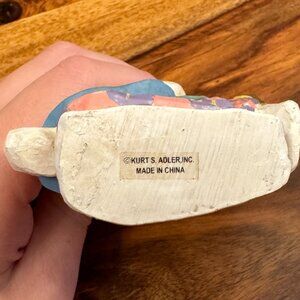 ©KURT S. ADLER, INC.
MADE IN CHINA